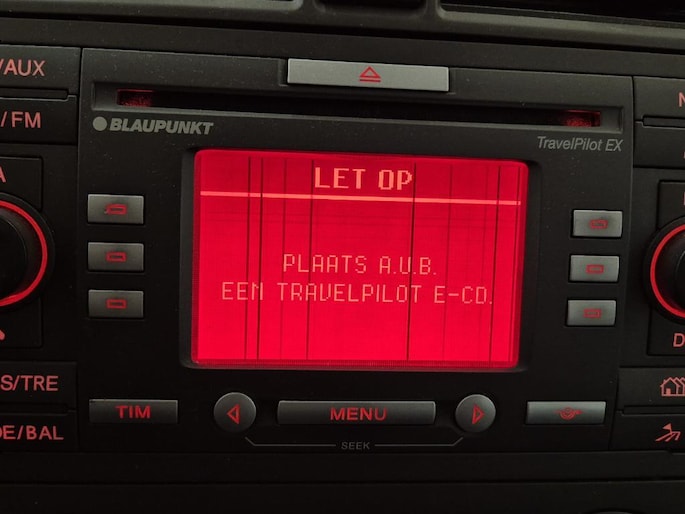 /AUX
/FM
BLAUPUNKT
TravelPilot EX
LET OP
PLAATS A.U.B.
EEN TRAVELPILOT E-CD.
S/TRE
DE/BAL
TIM
MENU
SEEK